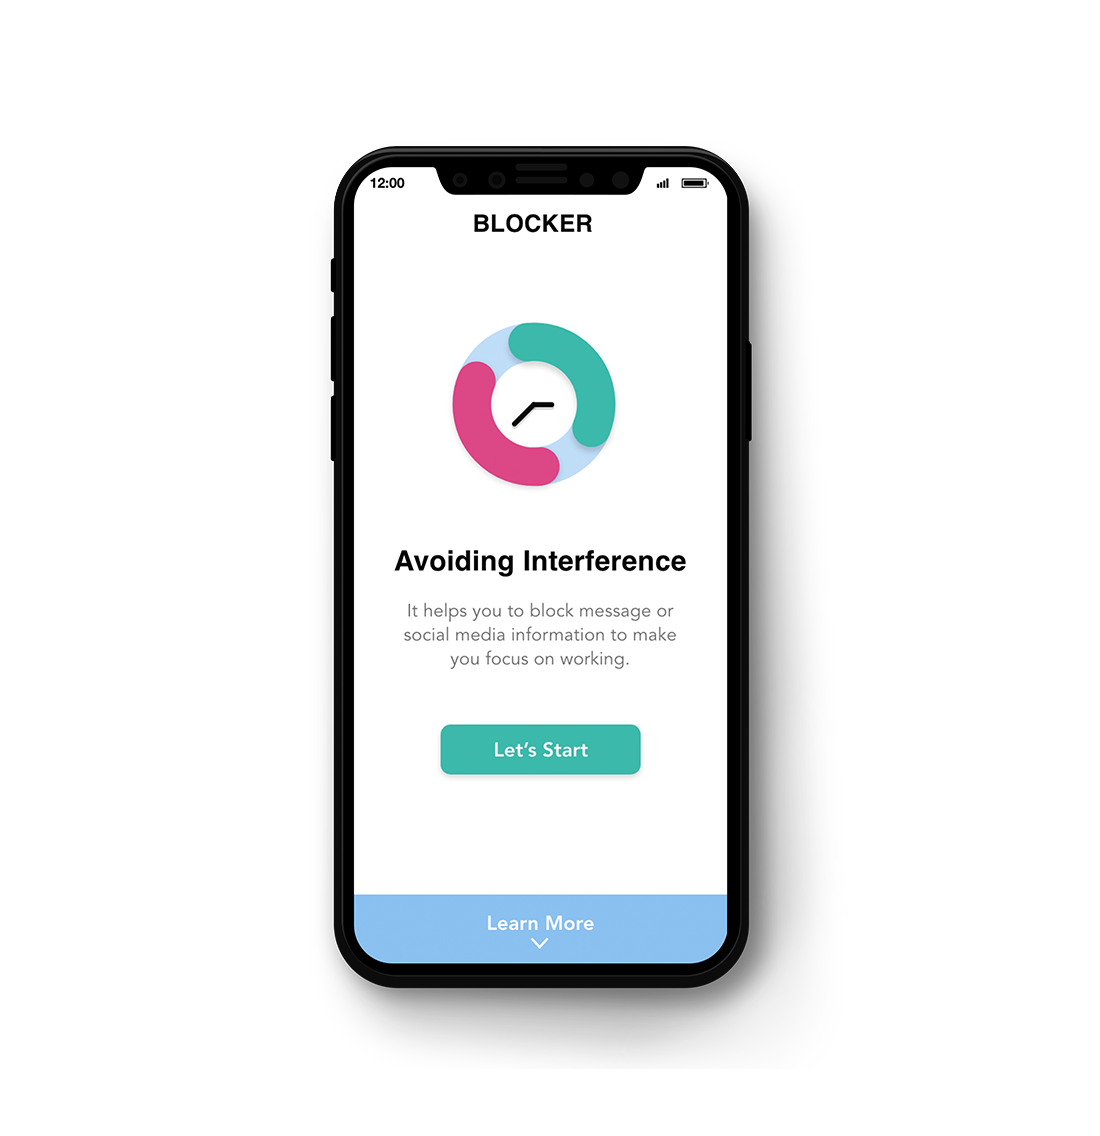 12:00
BLOCKER
Avoiding Interference
It helps you to block message or
social media information to make
you focus on working.
Let’s Start
Learn More